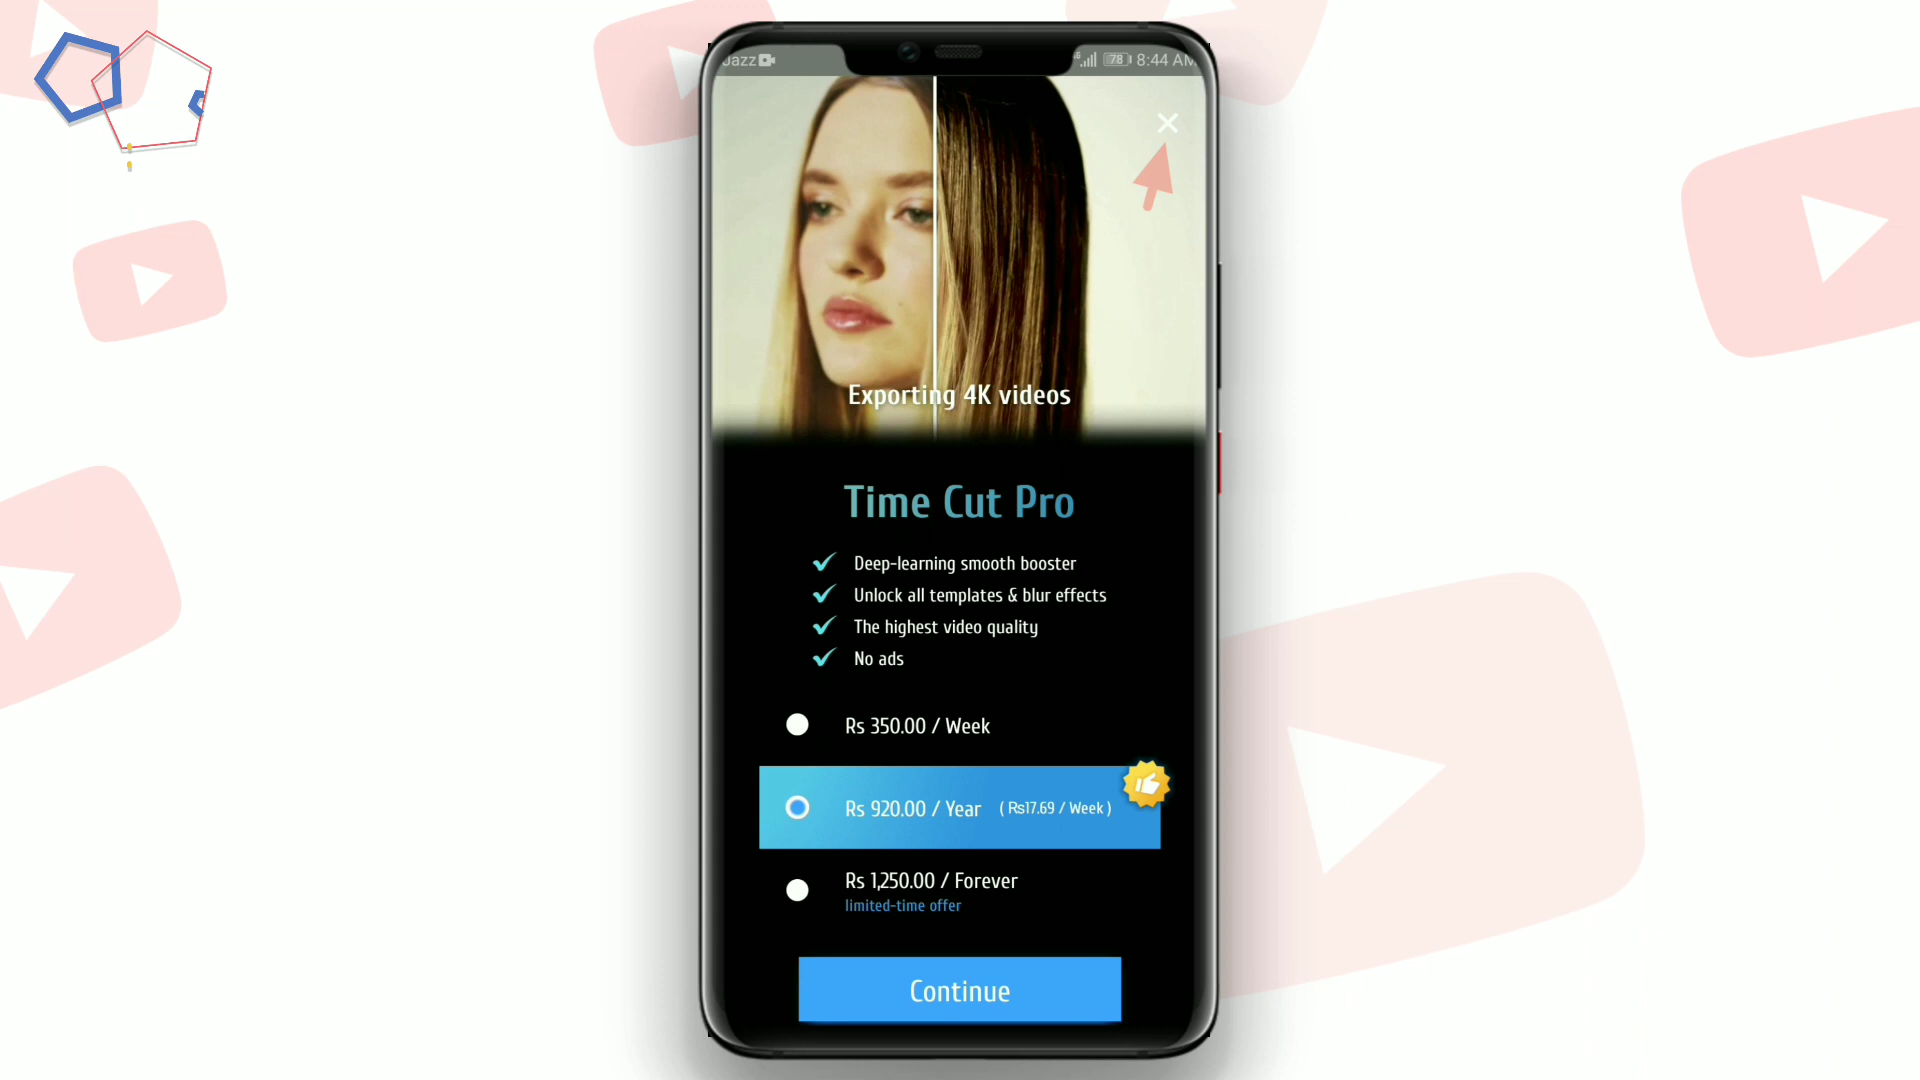 Jazz
78 8:44 AM
Exporting 4K videos
Time Cut Pro
Deep-learning smooth booster
Unlock all templates & blur effects
The highest video quality
No ads
Rs 350.00 / Week
Rs 920.00 / Year ( Rs17.69 / Week )
Rs 1,250.00 / Forever
limited-time offer
Continue